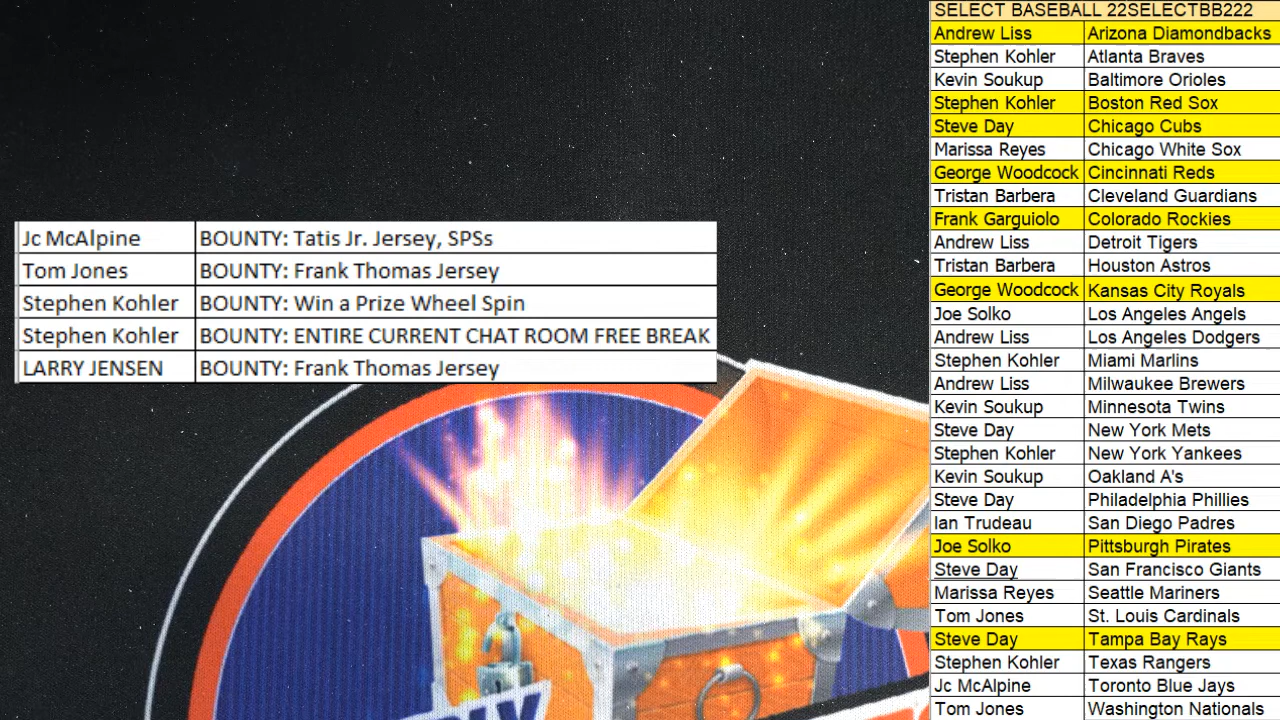 Jc McAlpine BOUNTY: Tatis Jr. Jersey, SPSs
Tom Jones BOUNTY: Frank Thomas Jersey
Stephen Kohler BOUNTY: Win a Prize Wheel Spin
Stephen Kohler BOUNTY: ENTIRE CURRENT CHAT ROOM FREE BREAK
LARRY JENSEN BOUNTY: Frank Thomas Jersey
SELECT BASEBALL 22SELECTBB222
Andrew Liss Arizona Diamondbacks
Stephen Kohler Atlanta Braves
Kevin Soukup Baltimore Orioles
Stephen Kohler Boston Red Sox
Steve Day Chicago Cubs
Marissa Reyes Chicago White Sox
George Woodcock Cincinnati Reds
Tristan Barbera Cleveland Guardians
Frank Garguiolo Colorado Rockies
Andrew Liss Detroit Tigers
Tristan Barbera Houston Astros
George Woodcock Kansas City Royals
Joe Solko Los Angeles Angels
Andrew Liss Los Angeles Dodgers
Stephen Kohler Miami Marlins
Andrew Liss Milwaukee Brewers
Kevin Soukup Minnesota Twins
Steve Day New York Mets
Stephen Kohler New York Yankees
Kevin Soukup Oakland A's
Steve Day Philadelphia Phillies
Ian Trudeau San Diego Padres
Joe Solko Pittsburgh Pirates
Steve Day San Francisco Giants
Marissa Reyes Seattle Mariners
Tom Jones St. Louis Cardinals
Steve Day Tampa Bay Rays
Stephen Kohler Texas Rangers
Jc McAlpine Toronto Blue Jays
Tom Jones Washington Nationals